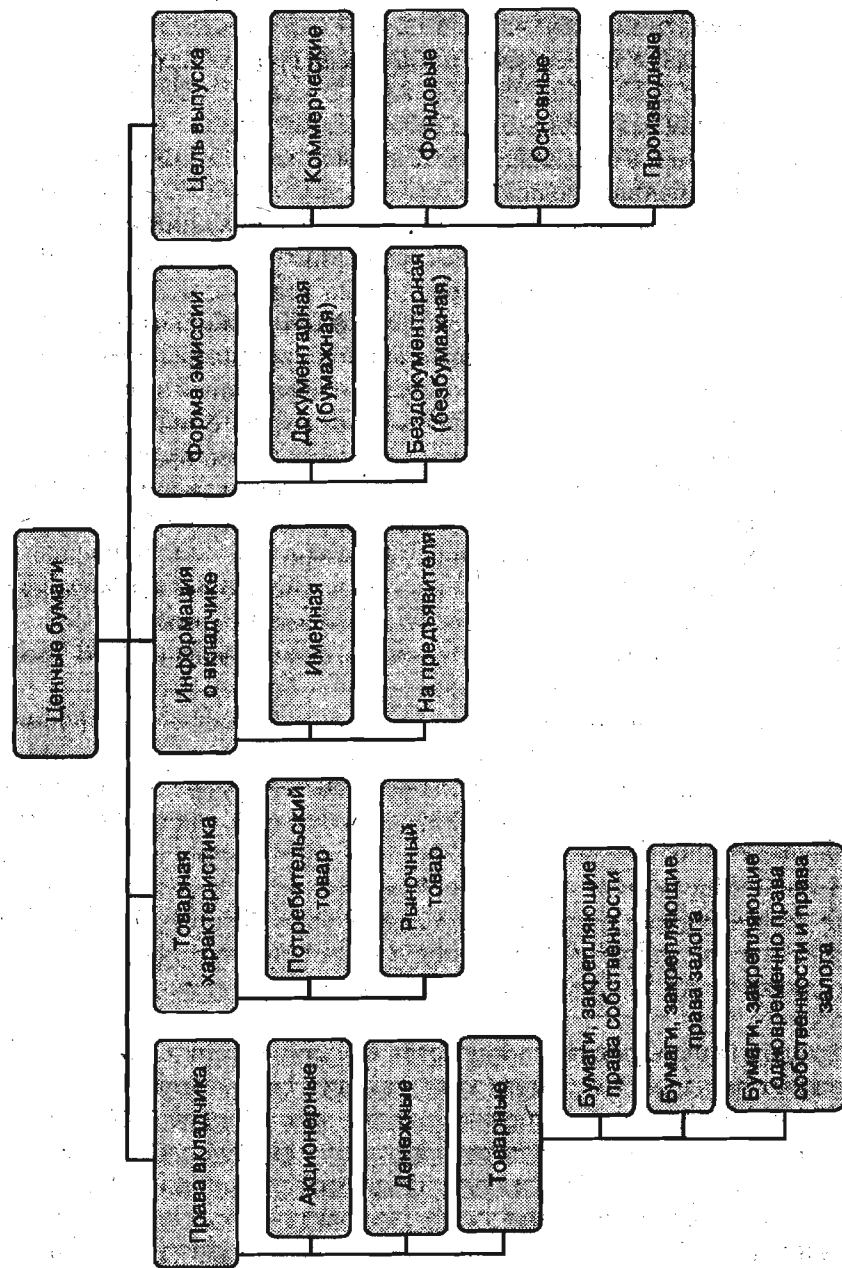 Ценные бумаги
Права вкладчика
Акционерные
Денежные
Товарные
Бумаги, закрепляющие
права собственности
Бумаги, закрепляющие
права залога
Бумаги, закрепляющие
одновременно права
собственности и права
залога
Товарная
характеристика
Потребительский
товар
Рыночный
товар
Информация
о вкладчике
Именная
На предъявителя
Форма эмиссии
Документарная
(бумажная)
Бездокументарная
(безбумажная)
Цель выпуска
Коммерческие
Фондовые
Основные
Производные